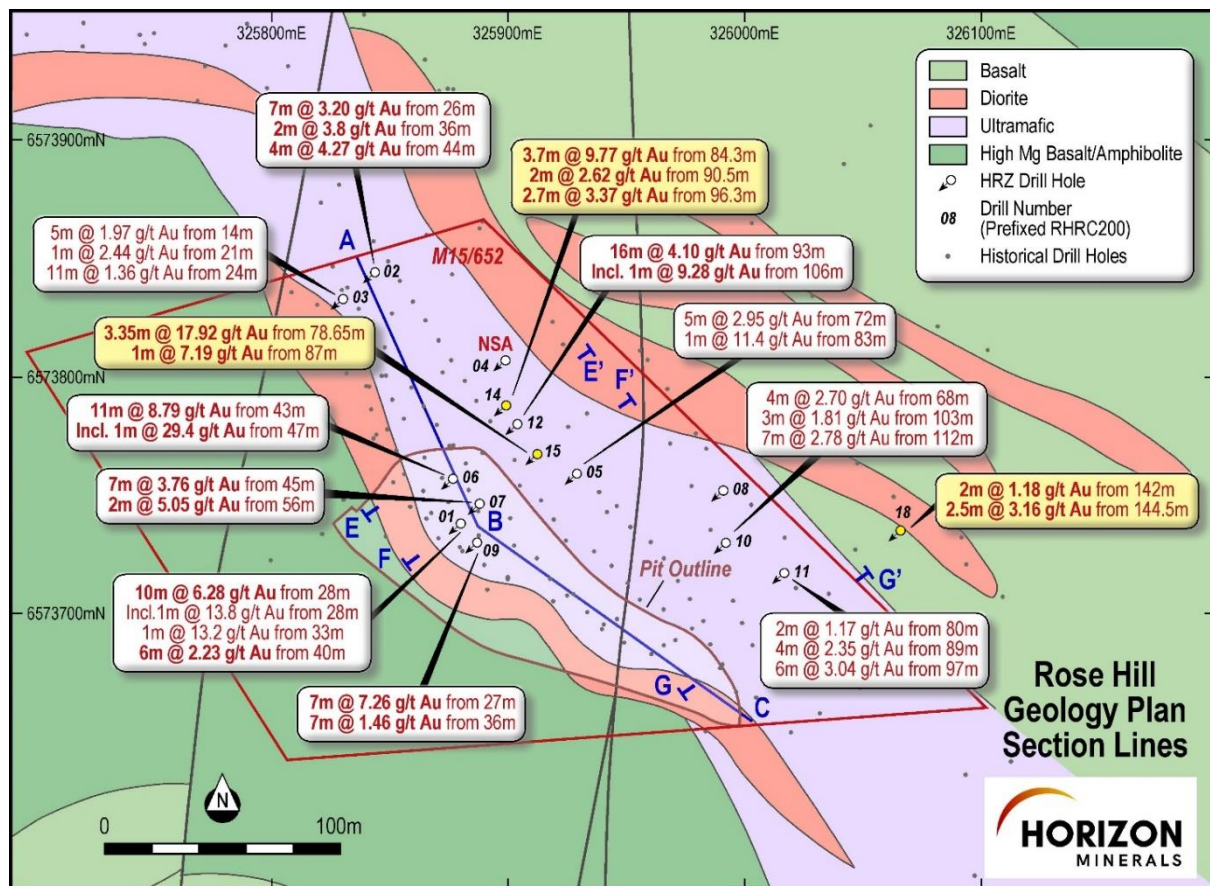 325800mE
325900mE
326000mE
326100mE
6573900mN
6573800mN
6573700mN
Basalt
Diorite
Ultramafic
High Mg Basalt/Amphibolite
HRZ Drill Hole
08
Drill Number
(Prefixed RHRC200)
Historical Drill Holes
7m @ 3.20 g/t Au from 26m
2m @ 3.8 g/t Au from 36m
4m @ 4.27 g/t Au from 44m
3.7m @ 9.77 g/t Au from 84.3m
2m @ 2.62 g/t Au from 90.5m
2.7m @ 3.37 g/t Au from 96.3m
5m @ 1.97 g/t Au from 14m
1m @ 2.44 g/t Au from 21m
11m @ 1.36 g/t Au from 24m
16m @ 4.10 g/t Au from 93m
Incl. 1m @ 9.28 g/t Au from 106m
5m @ 2.95 g/t Au from 72m
1m @ 11.4 g/t Au from 83m
3.35m @ 17.92 g/t Au from 78.65m
1m @ 7.19 g/t Au from 87m
11m @ 8.79 g/t Au from 43m
Incl. 1m @ 29.4 g/t Au from 47m
4m @ 2.70 g/t Au from 68m
3m @ 1.81 g/t Au from 103m
7m @ 2.78 g/t Au from 112m
7m @ 3.76 g/t Au from 45m
2m @ 5.05 g/t Au from 56m
2m @ 1.18 g/t Au from 142m
2.5m @ 3.16 g/t Au from 144.5m
10m @ 6.28 g/t Au from 28m
Incl.1m @ 13.8 g/t Au from 28m
1m @ 13.2 g/t Au from 33m
6m @ 2.23 g/t Au from 40m
7m @ 7.26 g/t Au from 27m
7m @ 1.46 g/t Au from 36m
2m @ 1.17 g/t Au from 80m
4m @ 2.35 g/t Au from 89m
6m @ 3.04 g/t Au from 97m
A
M15/652
02
03
NSA
04
E'
F'
14
12
15
05
06
08
07
B
01
09
E
F
10
18
11
G'
Pit Outline
G
C
N
0
100m
Rose Hill
Geology Plan
Section Lines
HORIZON
MINERALS